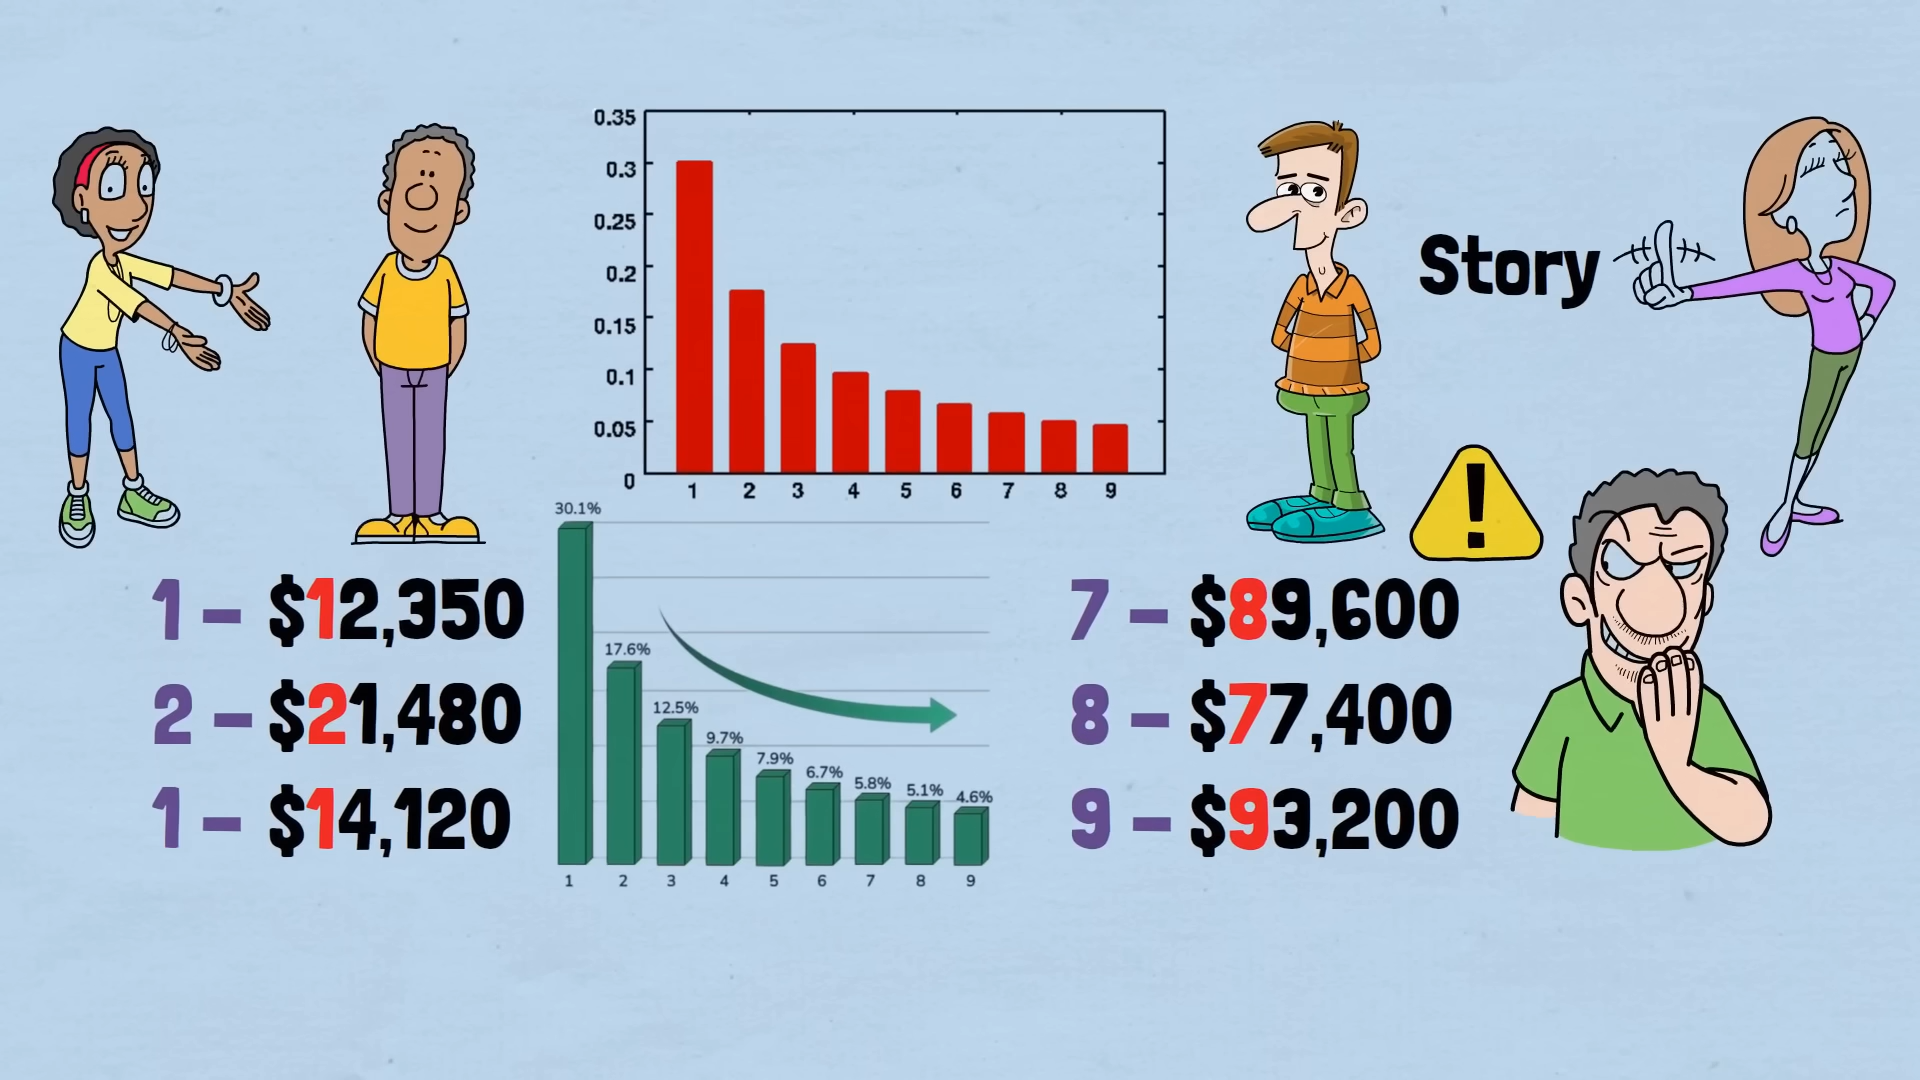 0.35
0.3
0.25
0.2
0.15
0.1
0.05
0
1 2 3 4 5 6 7 8 9
Story
!
30.1%
17.6%
12.5%
9.7%
7.9%
6.7%
5.8%
5.1%
4.6%
1 2 3 4 5 6 7 8 9
1 – $12,350
2 – $21,480
1 – $14,120
7 – $89,600
8 – $77,400
9 – $93,200